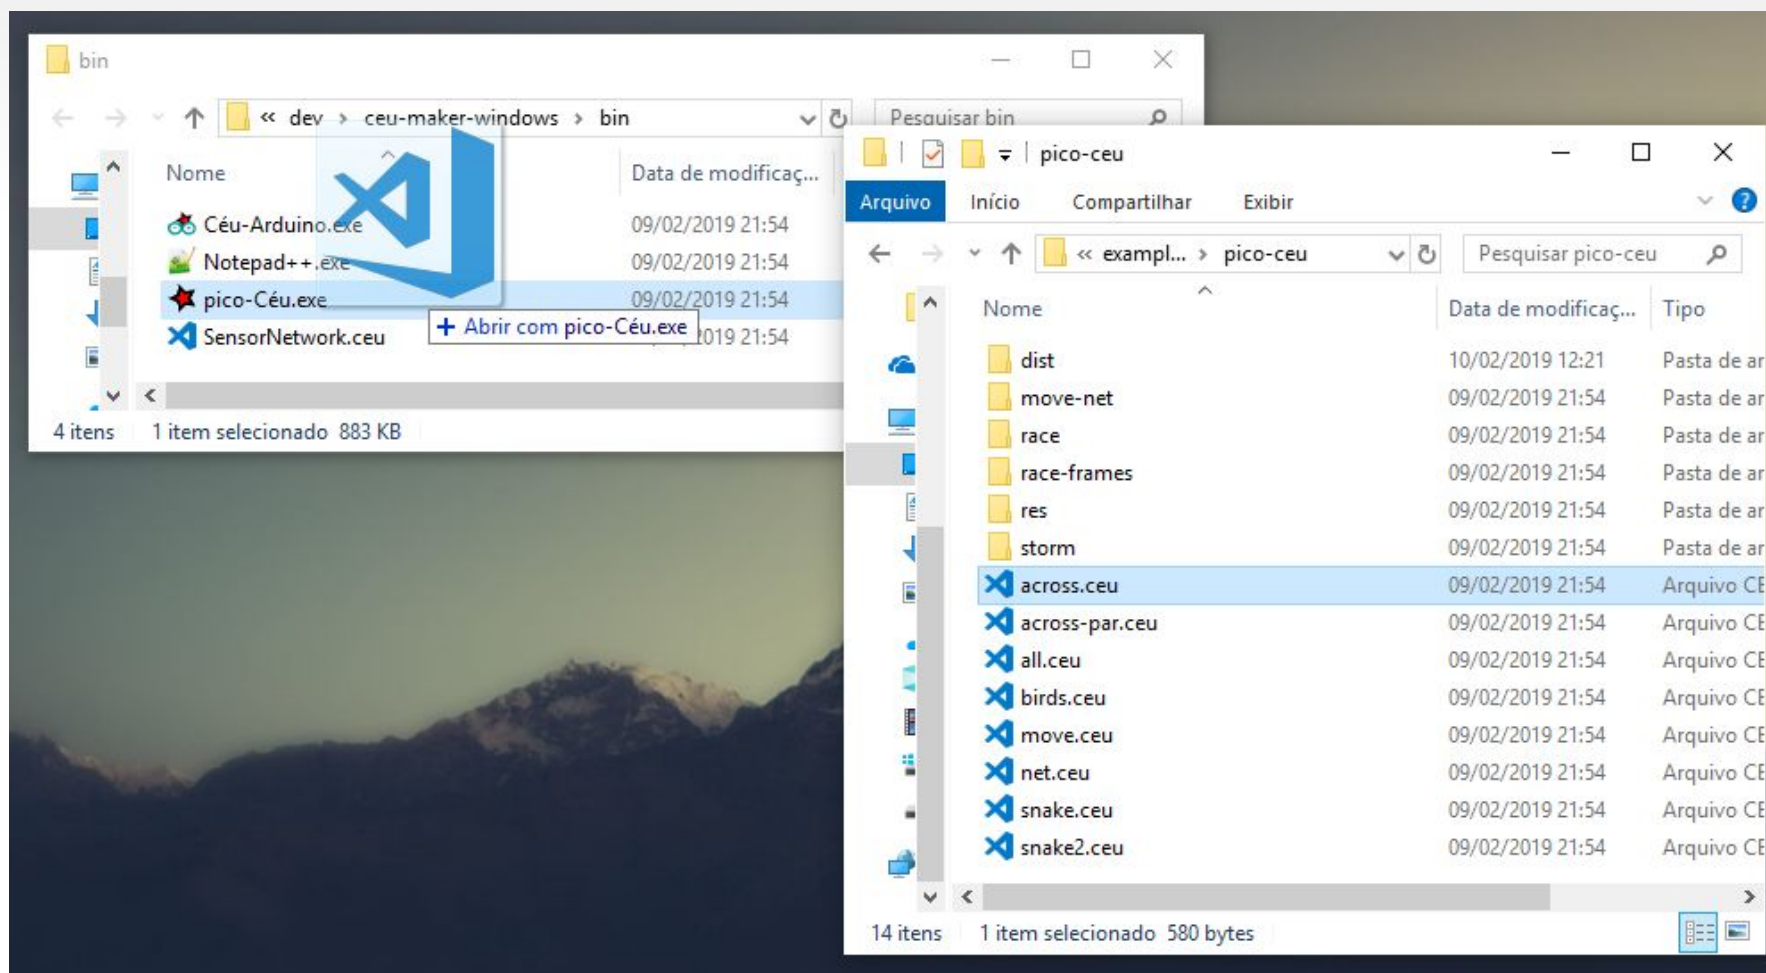 bin
« dev > ceu-maker-windows > bin
Pesquisar bin
Nome Data de modificaç...
Céu-Arduino.exe 09/02/2019 21:54
Notepad++.exe 09/02/2019 21:54
pico-Céu.exe 09/02/2019 21:54
+ Abrir com pico-Céu.exe
SensorNetwork.ceu 2019 21:54
4 itens 1 item selecionado 883 KB
pico-ceu
Arquivo Início Compartilhar Exibir
« exampl... > pico-ceu Pesquisar pico-ceu
Nome Data de modificaç... Tipo
dist 10/02/2019 12:21 Pasta de ar
move-net 09/02/2019 21:54 Pasta de ar
race 09/02/2019 21:54 Pasta de ar
race-frames 09/02/2019 21:54 Pasta de ar
res 09/02/2019 21:54 Pasta de ar
storm 09/02/2019 21:54 Pasta de ar
across.ceu 09/02/2019 21:54 Arquivo CE
across-par.ceu 09/02/2019 21:54 Arquivo CE
all.ceu 09/02/2019 21:54 Arquivo CE
birds.ceu 09/02/2019 21:54 Arquivo CE
move.ceu 09/02/2019 21:54 Arquivo CE
net.ceu 09/02/2019 21:54 Arquivo CE
snake.ceu 09/02/2019 21:54 Arquivo CE
snake2.ceu 09/02/2019 21:54 Arquivo CE
14 itens 1 item selecionado 580 bytes